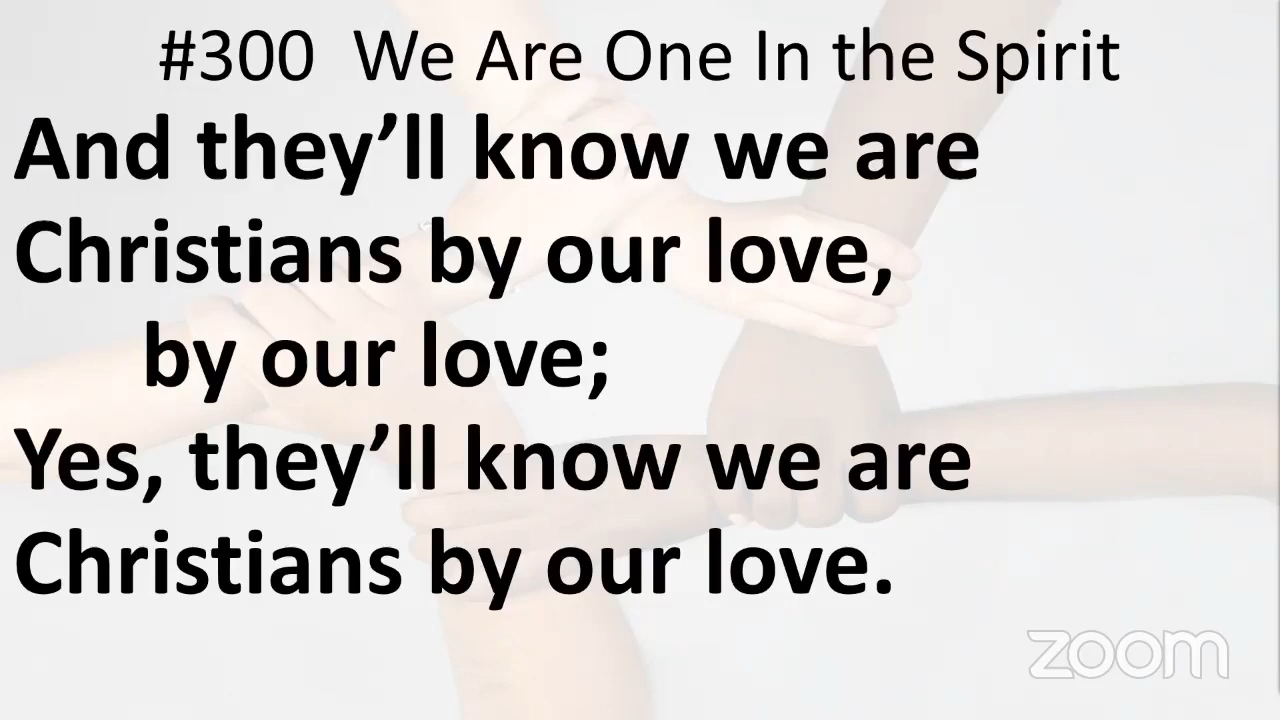 #300 We Are One In the Spirit
And they’ll know we are
Christians by our love,
by our love;
Yes, they’ll know we are
Christians by our love.
zoom